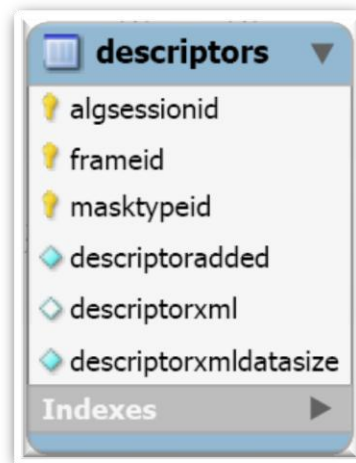 descriptors
algsessionid
frameid
masktypeid
descriptoradded
descriptorxml
descriptorxmldatasize
Indexes